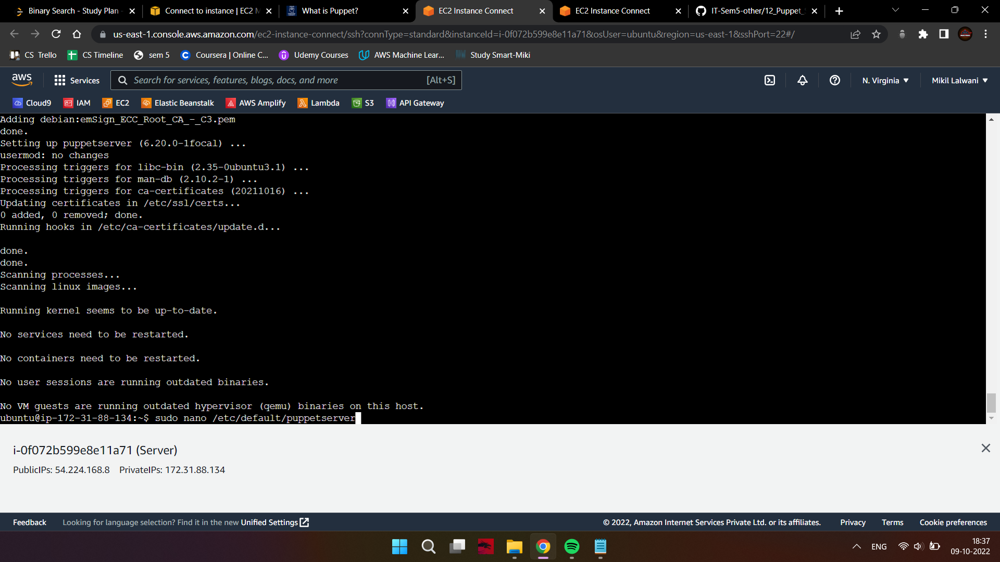 Binary Search - Study Plan -
Connect to instance | EC2 M
What is Puppet?
EC2 Instance Connect
EC2 Instance Connect
IT-Sem5-other/12_Puppet_
us-east-1.console.aws.amazon.com/ec2-instance-connect/ssh?connType=standard&instanceId=i-0f072b599e8e11a71&osUser=ubuntu&region=us-east-1&sshPort=22#/
CS Trello
CS Timeline
sem 5
Coursera | Online C...
Udemy Courses
AWS Machine Lear...
Study Smart-Miki
aws
Services
Search for services, features, blogs, docs, and more
[Alt+S]
N. Virginia
Mikil Lalwani
Cloud9
IAM
EC2
Elastic Beanstalk
AWS Amplify
Lambda
S3
API Gateway
Adding debian:emSign_ECC_Root_CA_-_C3.pem
done.
Setting up puppetserver (6.20.0-1focal) ...
usermod: no changes
Processing triggers for libc-bin (2.35-0ubuntu3.1) ...
Processing triggers for man-db (2.10.2-1) ...
Processing triggers for ca-certificates (20211016) ...
Updating certificates in /etc/ssl/certs...
0 added, 0 removed; done.
Running hooks in /etc/ca-certificates/update.d...
done.
done.
Scanning processes...
Scanning linux images...
Running kernel seems to be up-to-date.
No services need to be restarted.
No containers need to be restarted.
No user sessions are running outdated binaries.
No VM guests are running outdated hypervisor (qemu) binaries on this host.
ubuntu@ip-172-31-88-134:~$ sudo nano /etc/default/puppetserver
i-0f072b599e8e11a71 (Server)
PublicIPs: 54.224.168.8 PrivateIPs: 172.31.88.134
Feedback
Looking for language selection? Find it in the new Unified Settings
© 2022, Amazon Internet Services Private Ltd. or its affiliates.
Privacy
Terms
Cookie preferences
ENG
18:37
09-10-2022